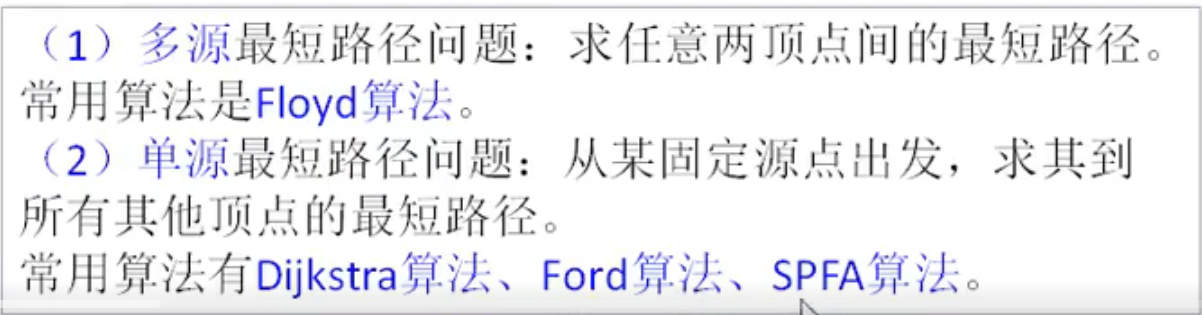 （1）多源最短路径问题：求任意两顶点间的最短路径。
常用算法是Floyd算法。
（2）单源最短路径问题：从某固定源点出发，求其到
所有其他顶点的最短路径。
常用算法有Dijkstra算法、Ford算法、SPFA算法。